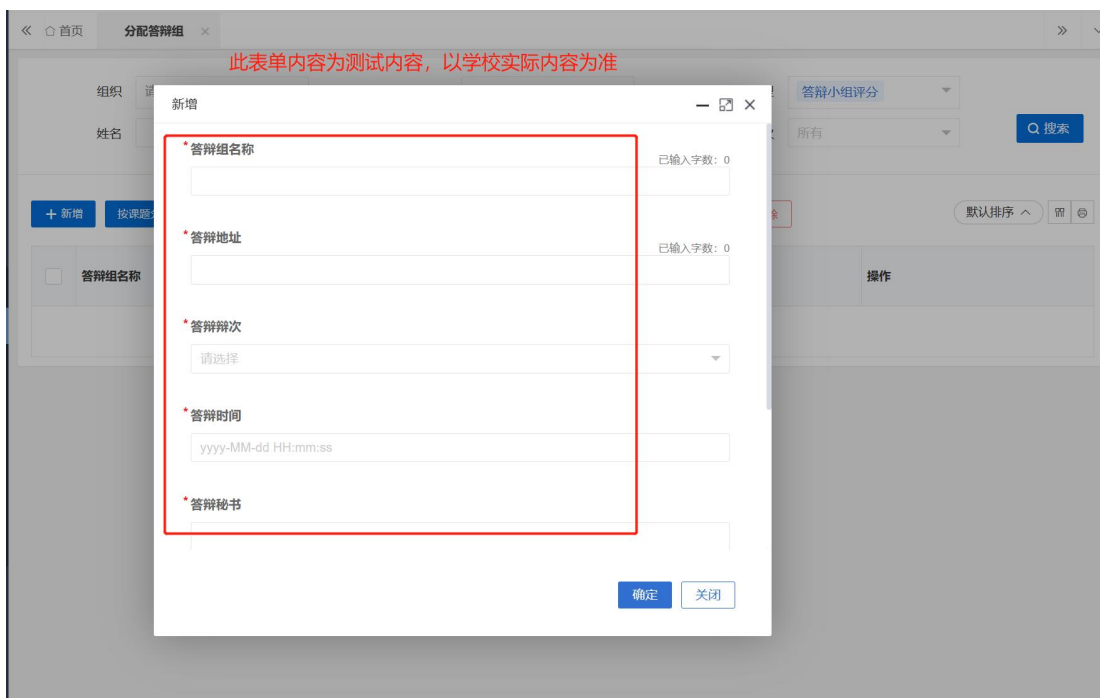 首页 分配答辩组
此表单内容为测试内容，以学校实际内容为准
组织 答辩小组评分
新增
姓名 所有 搜索
*答辩组名称
已输入字数：0
+ 新增 按课题 默认排序
*答辩地址
已输入字数：0
答辩组名称 操作
*答辩辩次
请选择
*答辩时间
yyyy-MM-dd HH:mm:ss
*答辩秘书
确定 关闭